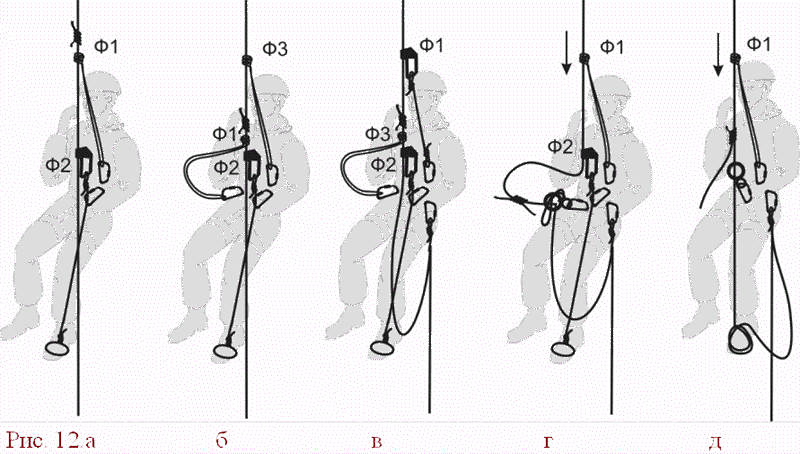 Ф1 Ф3 Ф1 Ф1 Ф1
Ф1 Ф3
Ф2 Ф2 Ф2 Ф2
Рис. 12.а б в г д